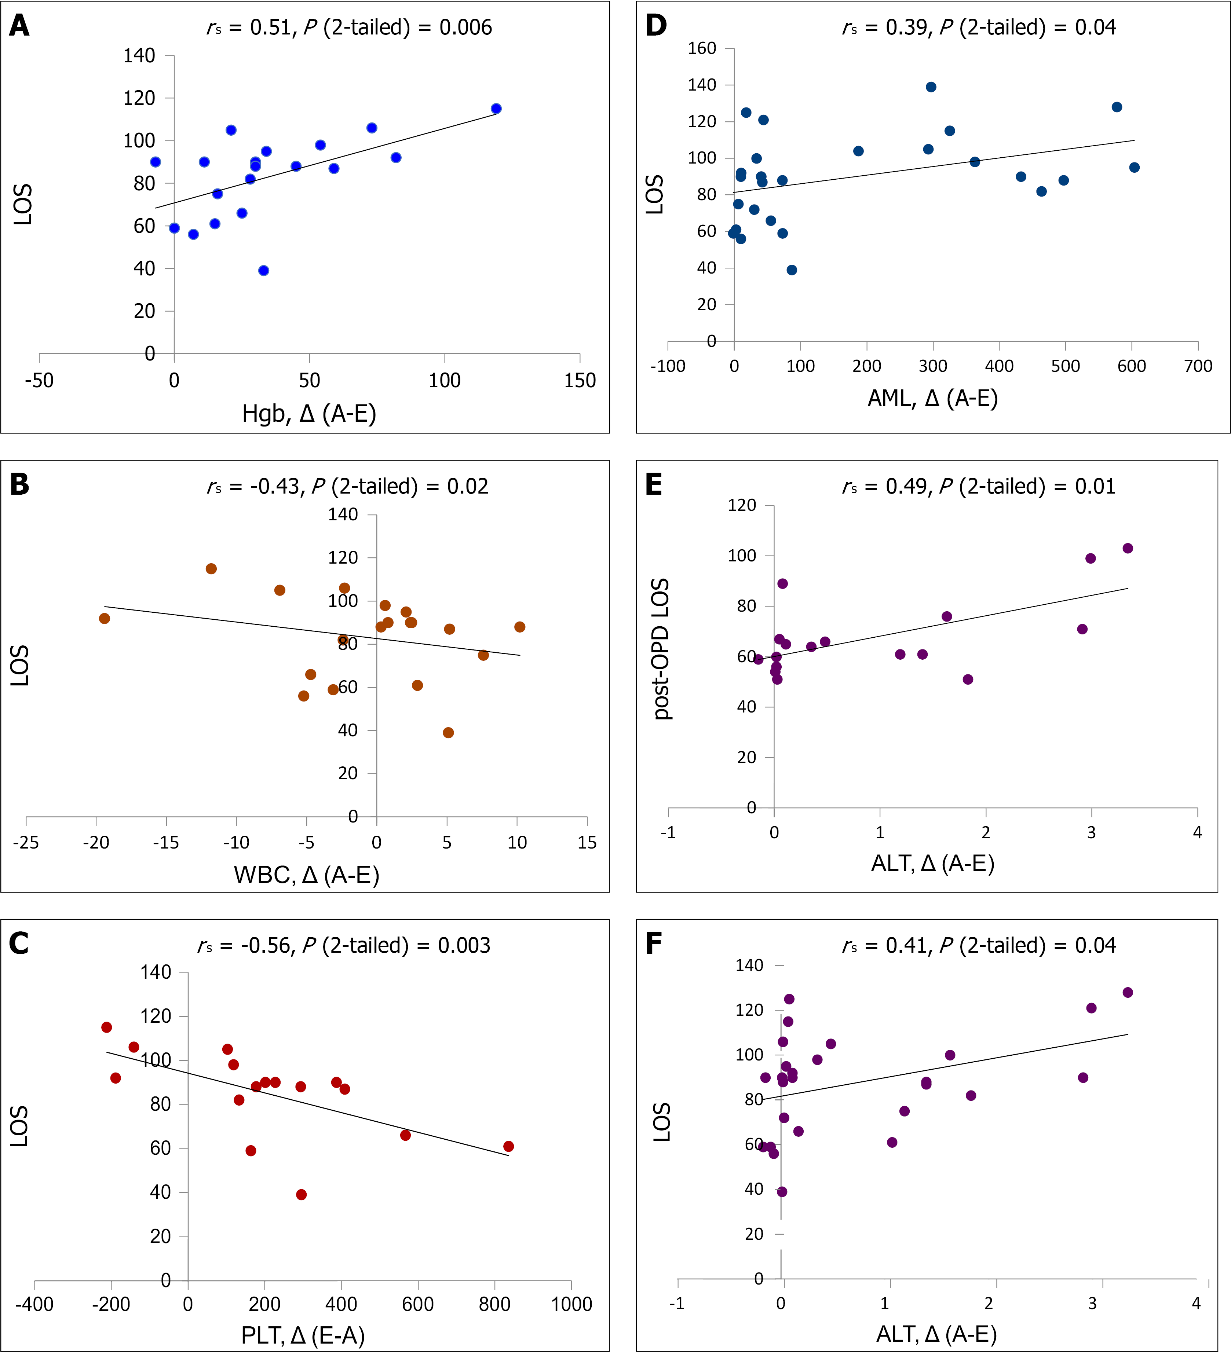 A
rs = 0.51, P (2-tailed) = 0.006
140
120
100
80
60
40
20
0
-50 0 50 100 150
LOS
Hgb, Δ (A-E)
D
rs = 0.39, P (2-tailed) = 0.04
160
140
120
100
80
60
40
20
0
-100 0 100 200 300 400 500 600 700
LOS
AML, Δ (A-E)
B
rs = -0.43, P (2-tailed) = 0.02
140
120
100
80
60
40
20
0
-25 -20 -15 -10 -5 0 5 10 15
LOS
WBC, Δ (A-E)
E
rs = 0.49, P (2-tailed) = 0.01
120
100
80
60
40
20
0
-1 0 1 2 3 4
post-OPD LOS
ALT, Δ (A-E)
C
rs = -0.56, P (2-tailed) = 0.003
140
120
100
80
60
40
20
0
-400 -200 0 200 400 600 800 1000
LOS
PLT, Δ (E-A)
F
rs = 0.41, P (2-tailed) = 0.04
140
120
100
80
60
40
20
0
-1 0 1 2 3 4
LOS
ALT, Δ (A-E)